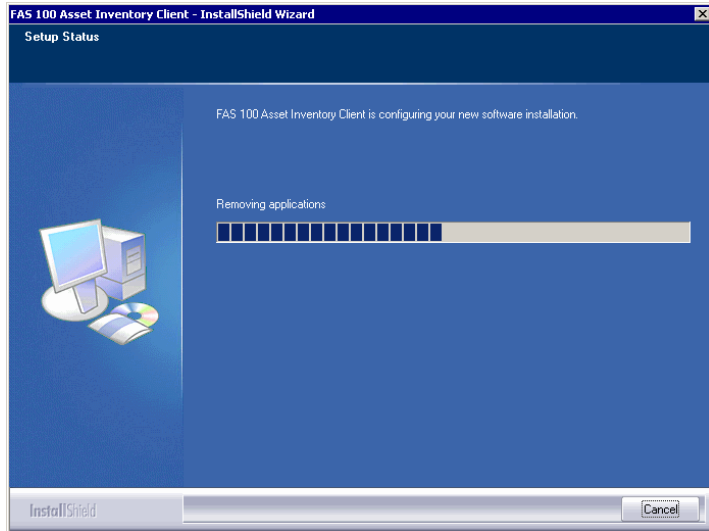 FAS 100 Asset Inventory Client - InstallShield Wizard
Setup Status
FAS 100 Asset Inventory Client is configuring your new software installation.
Removing applications
InstallShield
Cancel